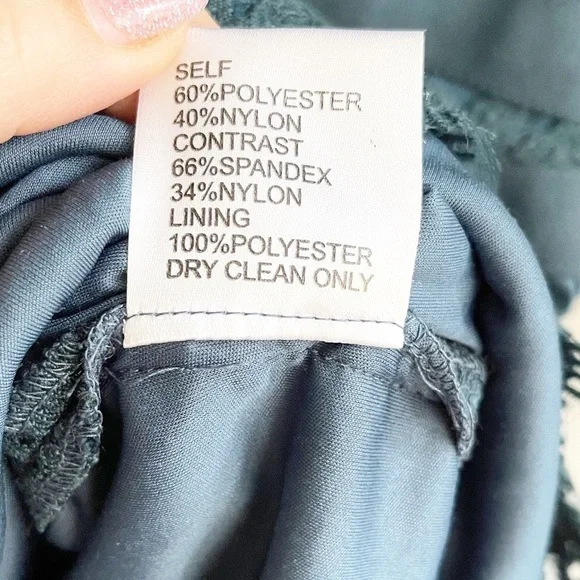 SELF
60%POLYESTER
40%NYLON
CONTRAST
66%SPANDEX
34%NYLON
LINING
100%POLYESTER
DRY CLEAN ONLY